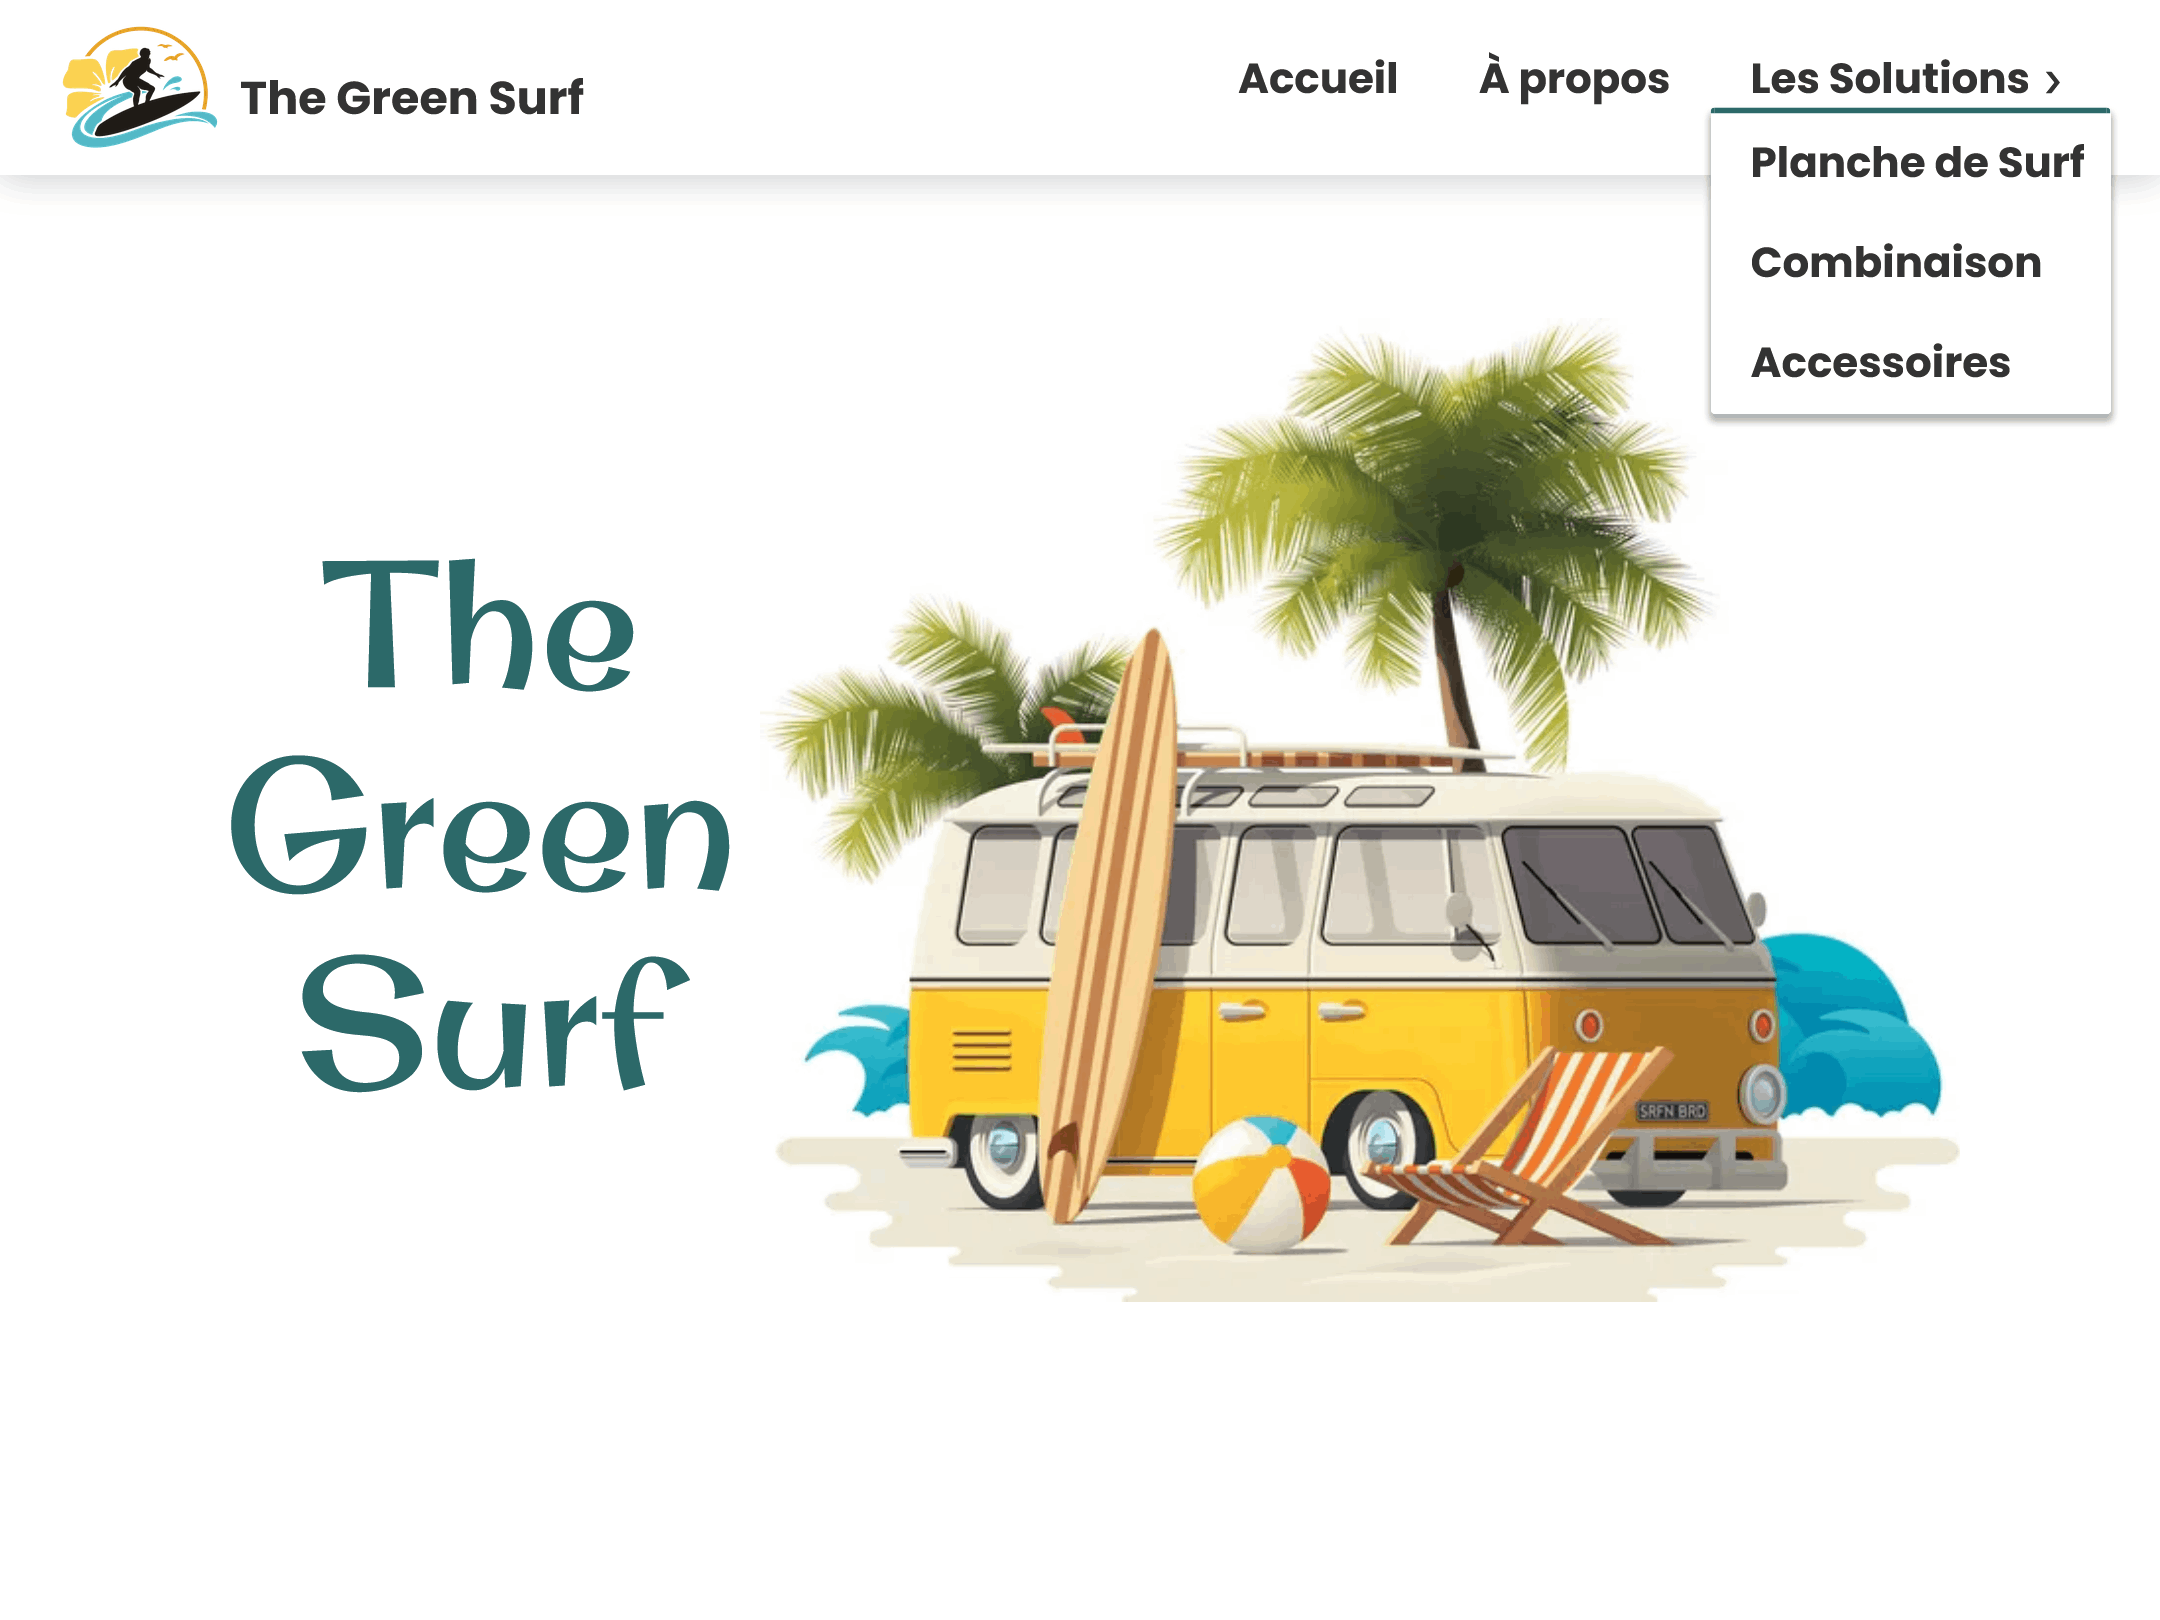 The Green Surf
Accueil
À propos
Les Solutions ›
Planche de Surf
Combinaison
Accessoires
The
Green
Surf
SRFN BRD